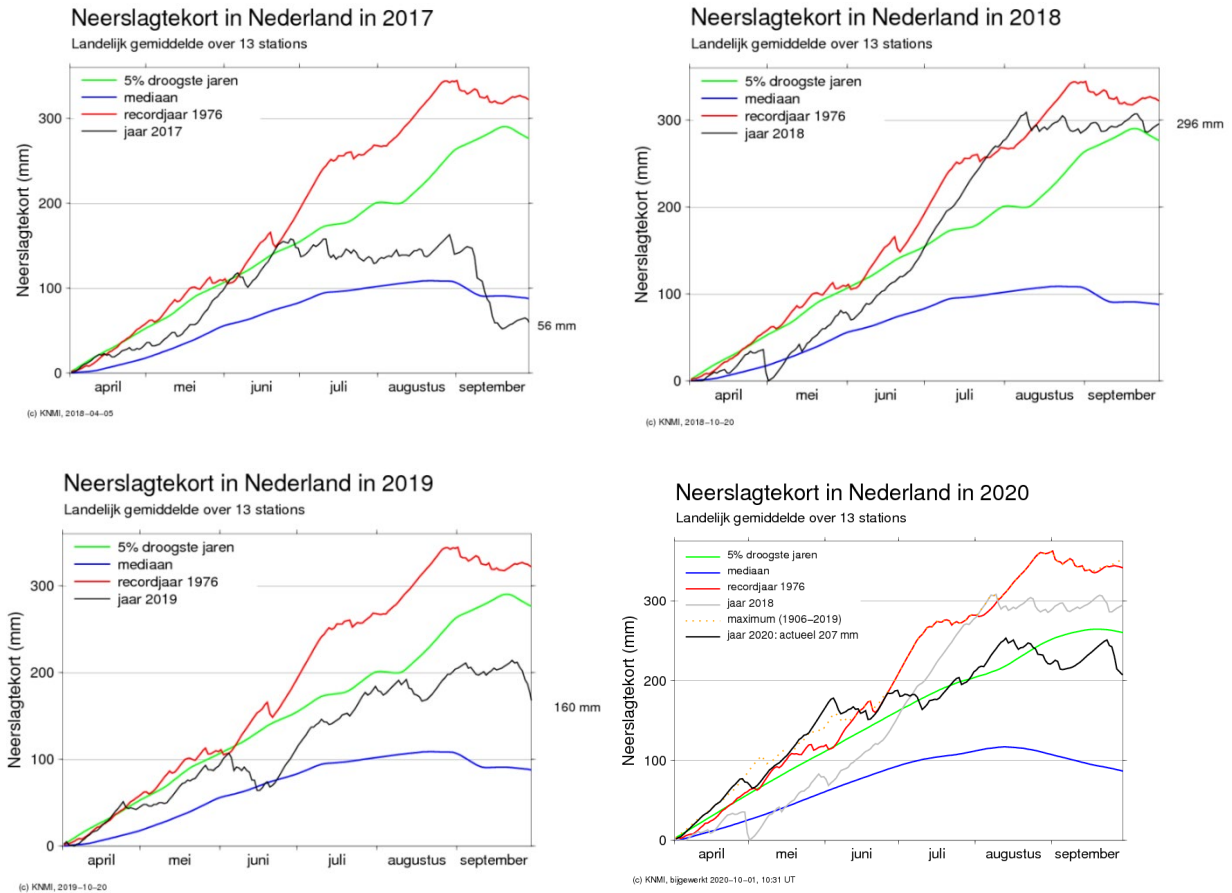 Neerslagtekort in Nederland in 2017
Landelijk gemiddelde over 13 stations
5% droogste jaren
mediaan
recordjaar 1976
jaar 2017
Neerslagtekort (mm)
300
200
100
0
april mei juni juli augustus september
56 mm
(c) KNMI, 2018-04-05
Neerslagtekort in Nederland in 2018
Landelijk gemiddelde over 13 stations
5% droogste jaren
mediaan
recordjaar 1976
jaar 2018
Neerslagtekort (mm)
300
200
100
0
april mei juni juli augustus september
296 mm
(c) KNMI, 2018-10-20
Neerslagtekort in Nederland in 2019
Landelijk gemiddelde over 13 stations
5% droogste jaren
mediaan
recordjaar 1976
jaar 2019
Neerslagtekort (mm)
300
200
100
0
april mei juni juli augustus september
160 mm
(c) KNMI, 2019-10-20
Neerslagtekort in Nederland in 2020
Landelijk gemiddelde over 13 stations
5% droogste jaren
mediaan
recordjaar 1976
jaar 2018
maximum (1906-2019)
jaar 2020: actueel 207 mm
Neerslagtekort (mm)
300
200
100
0
april mei juni juli augustus september
(c) KNMI, bijgewerkt 2020-10-01, 10:31 UT